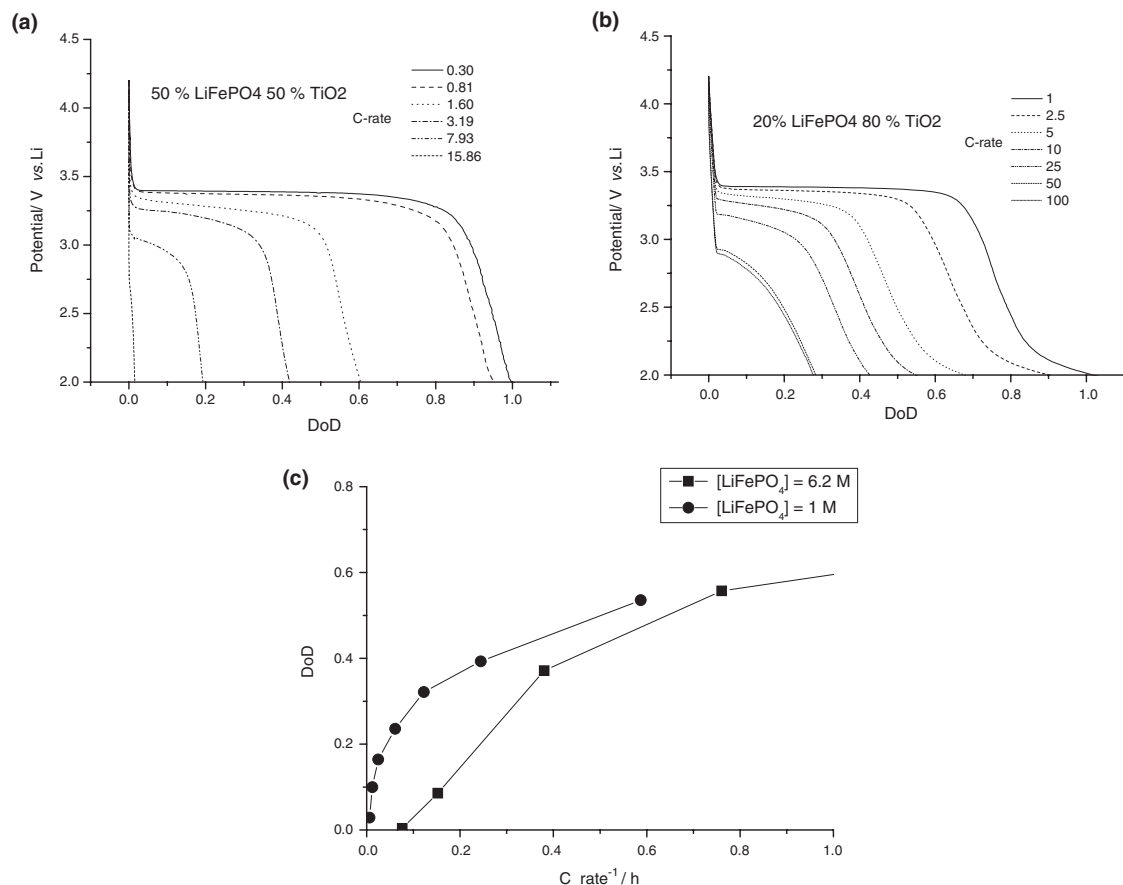 (a)
4.5
4.0
3.5
3.0
2.5
2.0
Potential/ V vs.Li
50 % LiFePO4 50 % TiO2
C-rate
0.30
0.81
1.60
3.19
7.93
15.86
0.0 0.2 0.4 0.6 0.8 1.0
DoD
(b)
4.5
4.0
3.5
3.0
2.5
2.0
Potential/ V vs.Li
20% LiFePO4 80 % TiO2
C-rate
1
2.5
5
10
25
50
100
0.0 0.2 0.4 0.6 0.8 1.0
DoD
(c)
[LiFePO4] = 6.2 M
[LiFePO4] = 1 M
0.8
0.6
0.4
0.2
0.0
DoD
0.0 0.2 0.4 0.6 0.8 1.0
C rate-1 / h